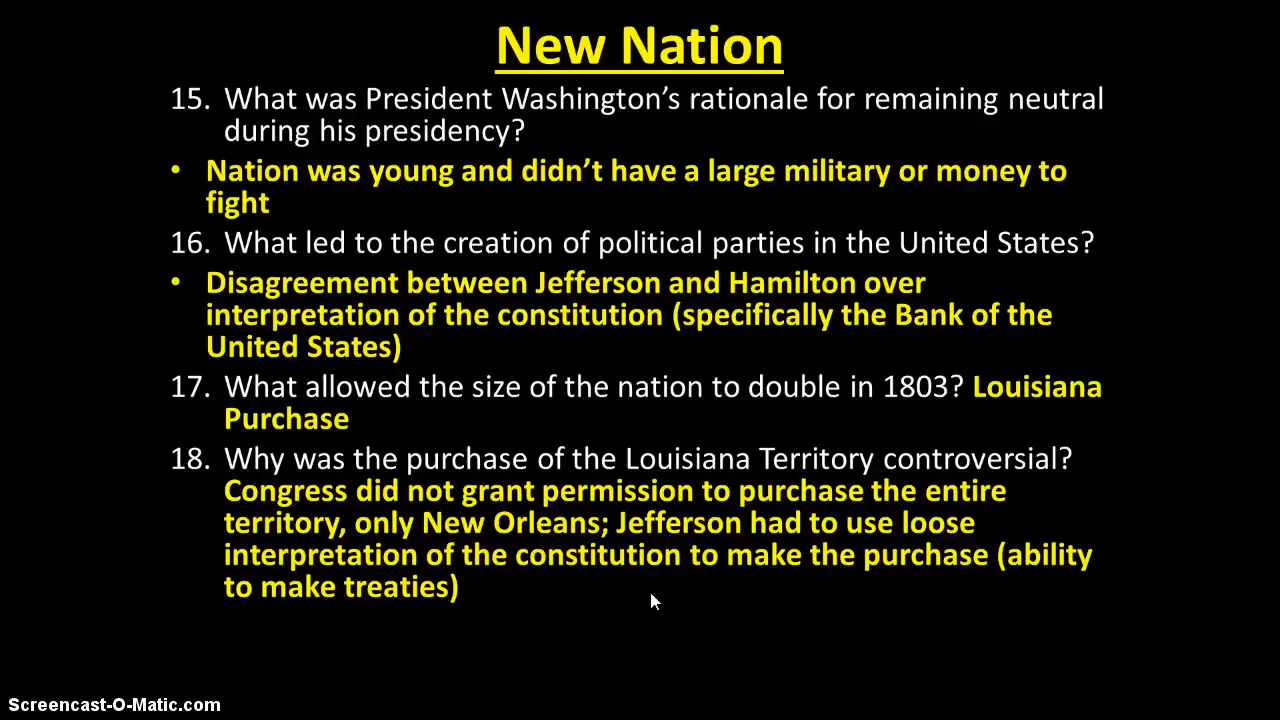 New Nation
15. What was President Washington’s rationale for remaining neutral
during his presidency?
• Nation was young and didn’t have a large military or money to
fight
16. What led to the creation of political parties in the United States?
• Disagreement between Jefferson and Hamilton over
interpretation of the constitution (specifically the Bank of the
United States)
17. What allowed the size of the nation to double in 1803? Louisiana
Purchase
18. Why was the purchase of the Louisiana Territory controversial?
Congress did not grant permission to purchase the entire
territory, only New Orleans; Jefferson had to use loose
interpretation of the constitution to make the purchase (ability
to make treaties)
Screencast-O-Matic.com